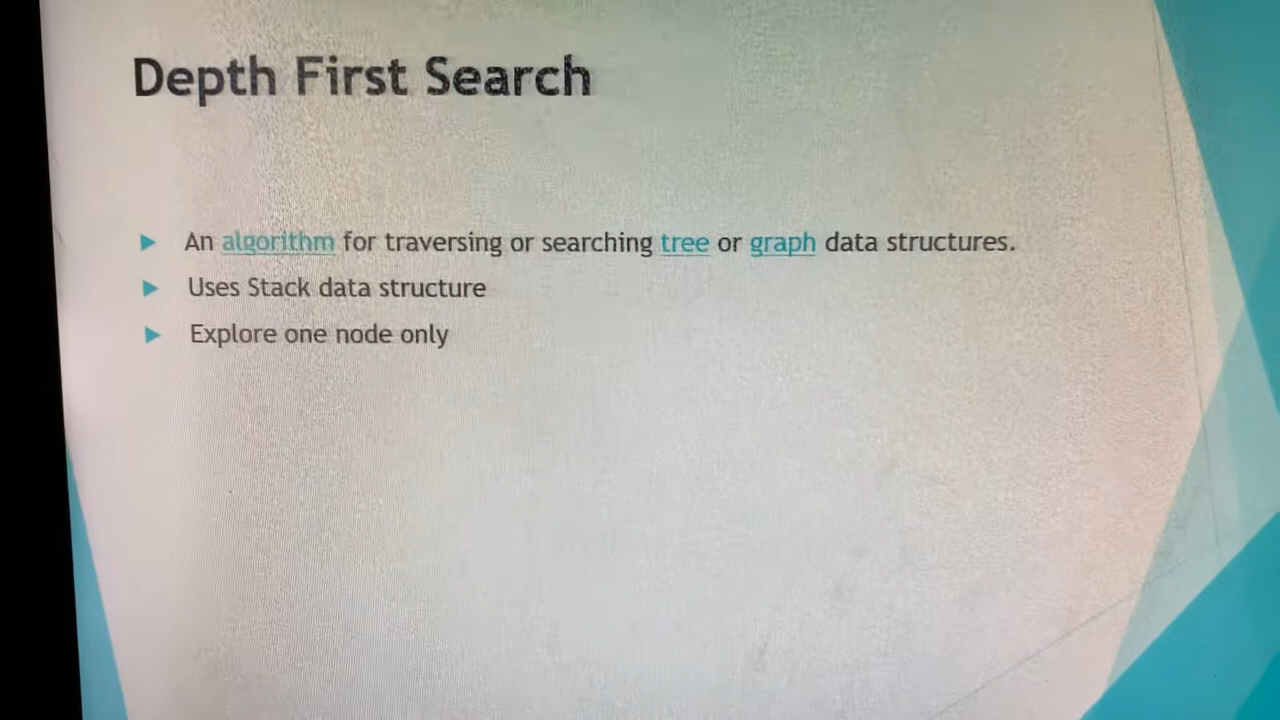 Depth First Search
An algorithm for traversing or searching tree or graph data structures.
Uses Stack data structure
Explore one node only